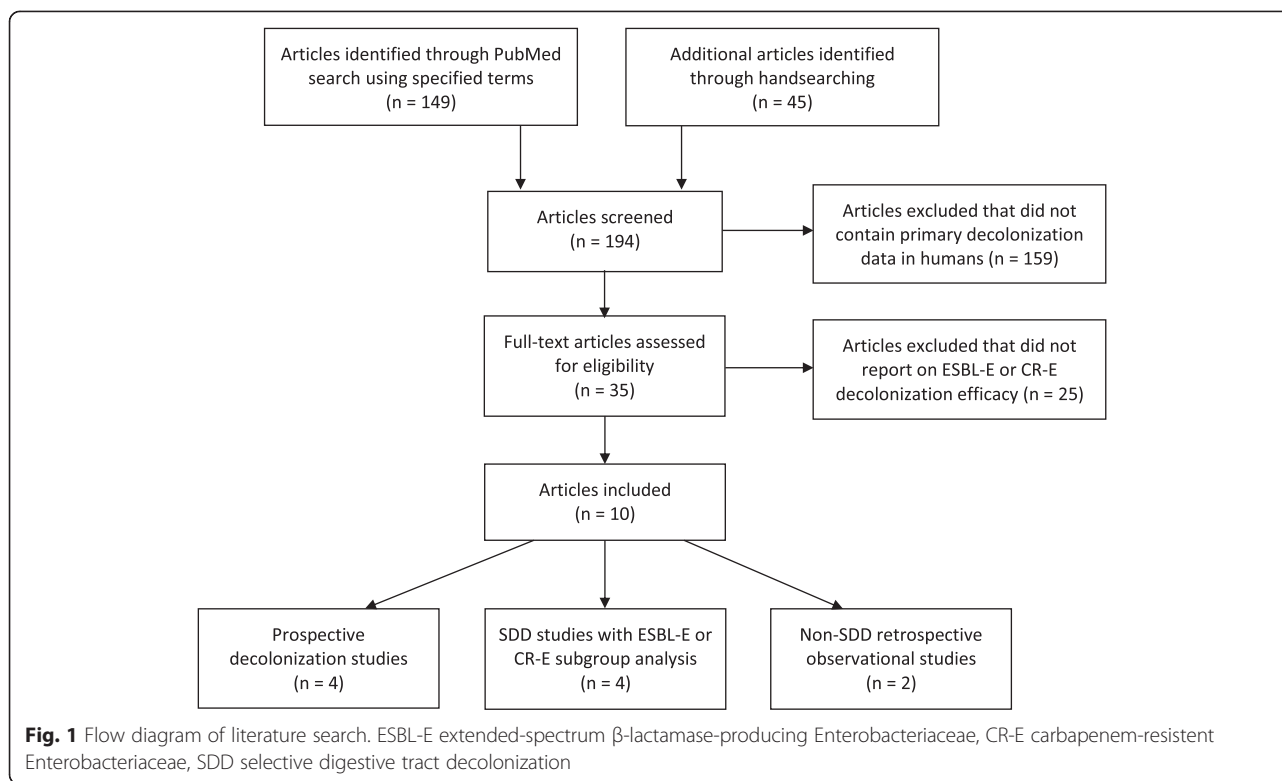 Articles identified through PubMed
search using specified terms
(n = 149)
Additional articles identified
through handsearching
(n = 45)
Articles screened
(n = 194)
Articles excluded that did not
contain primary decolonization
data in humans (n = 159)
Full-text articles assessed
for eligibility
(n = 35)
Articles excluded that did not
report on ESBL-E or CR-E
decolonization efficacy (n = 25)
Articles included
(n = 10)
Prospective
decolonization studies
(n = 4)
SDD studies with ESBL-E or
CR-E subgroup analysis
(n = 4)
Non-SDD retrospective
observational studies
(n = 2)
Fig. 1 Flow diagram of literature search. ESBL-E extended-spectrum β-lactamase-producing Enterobacteriaceae, CR-E carbapenem-resistent
Enterobacteriaceae, SDD selective digestive tract decolonization